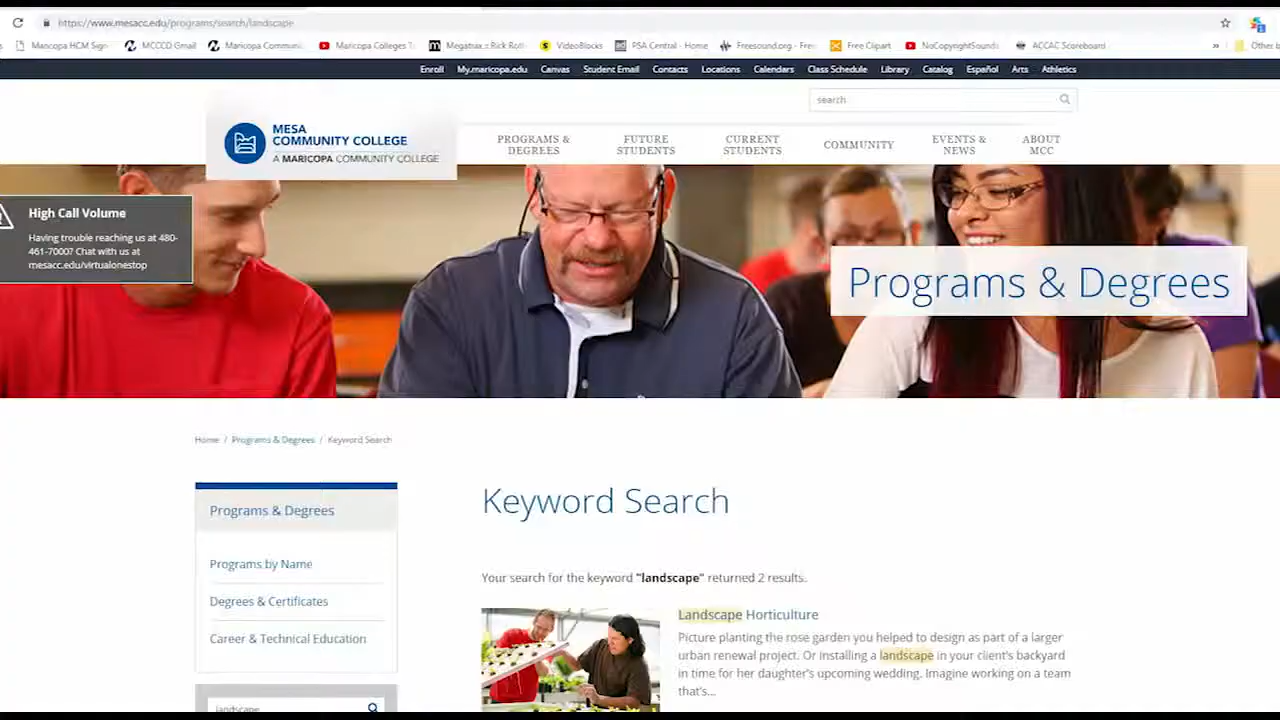 https://www.mesacc.edu/programs/search/landscape
Maricopa HCM Sign MCCCD Gmail Maricopa Communi Maricopa Colleges T Megatrax :: Rick Rott VideoBlocks PSA Central - Home Freesound.org - Free Free Clipart NoCopyrightSounds ACCAC Scoreboard » Other b
Enroll My.maricopa.edu Canvas Student Email Contacts Locations Calendars Class Schedule Library Catalog Español Arts Athletics
search
MESA
COMMUNITY COLLEGE
A MARICOPA COMMUNITY COLLEGE
PROGRAMS &
DEGREES
FUTURE
STUDENTS
CURRENT
STUDENTS
COMMUNITY
EVENTS &
NEWS
ABOUT
MCC
High Call Volume
Having trouble reaching us at 480-
461-7000? Chat with us at
mesacc.edu/virtualonestop
Programs & Degrees
Home / Programs & Degrees / Keyword Search
Programs & Degrees
Programs by Name
Degrees & Certificates
Career & Technical Education
landscape
Keyword Search
Your search for the keyword "landscape" returned 2 results.
Landscape Horticulture
Picture planting the rose garden you helped to design as part of a larger
urban renewal project. Or installing a landscape in your client's backyard
in time for her daughter's upcoming wedding. Imagine working on a team
that's...